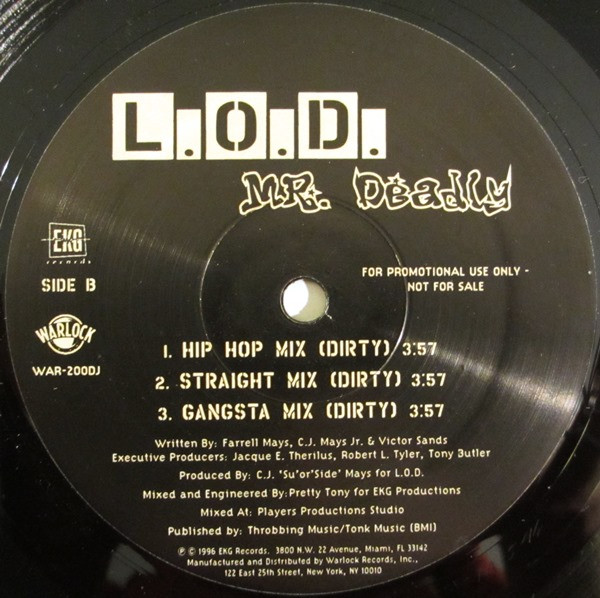 L.O.D.
MR. Deadly
EKG
records
SIDE B
FOR PROMOTIONAL USE ONLY -
NOT FOR SALE
WARLOCK
WAR-200DJ
1. HIP HOP MIX (DIRTY) 3:57
2. STRAIGHT MIX (DIRTY) 3:57
3. GANGSTA MIX (DIRTY) 3:57
Written By: Farrell Mays, C.J. Mays Jr. & Victor Sands
Executive Producers: Jacque E. Therilus, Robert L. Tyler, Tony Butler
Produced By: C.J. "Su'or'Side" Mays for L.O.D.
Mixed and Engineered By:Pretty Tony for EKG Productions
Mixed At: Players Productions Studio
Published by: Throbbing Music/Tonk Music (BMI)
℗ © 1996 EKG Records. 3800 N.W. 22 Avenue, Miami, FL 33142
Manufactured and Distributed by Warlock Records, Inc.,
122 East 25th Street, New York, NY 10010